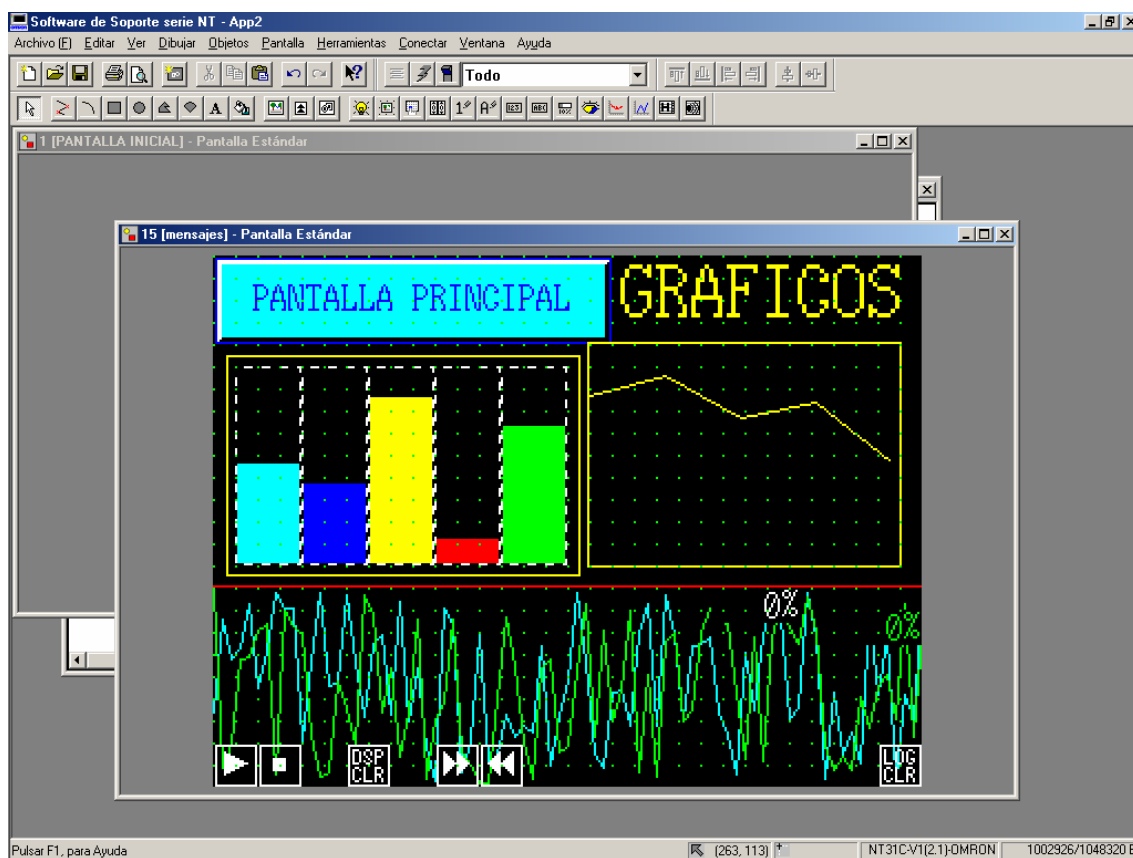 Software de Soporte serie NT - App2
Archivo (F) Editar Ver Dibujar Objetos Pantalla Herramientas Conectar Ventana Ayuda
Todo
1 [PANTALLA INICIAL] - Pantalla Estándar
15 [mensajes] - Pantalla Estándar
PANTALLA PRINCIPAL
GRAFICOS
0%
0%
DSP
CLR
LOG
CLR
Pulsar F1, para Ayuda
(263, 113)
NT31C-V1(2.1)-OMRON
1002926/1048320 B